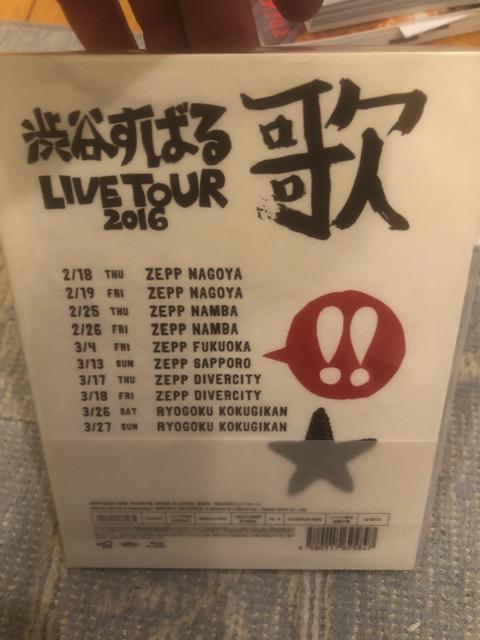 渋谷すばる
LIVE TOUR
2016
歌
2/18 THU ZEPP NAGOYA
2/19 FRI ZEPP NAGOYA
2/25 THU ZEPP NAMBA
2/26 FRI ZEPP NAMBA
3/4 FRI ZEPP FUKUOKA
3/13 SUN ZEPP SAPPORO
3/17 THU ZEPP DIVERCITY
3/18 FRI ZEPP DIVERCITY
3/26 SAT RYOGOKU KOKUGIKAN
3/27 SUN RYOGOKU KOKUGIKAN
!!